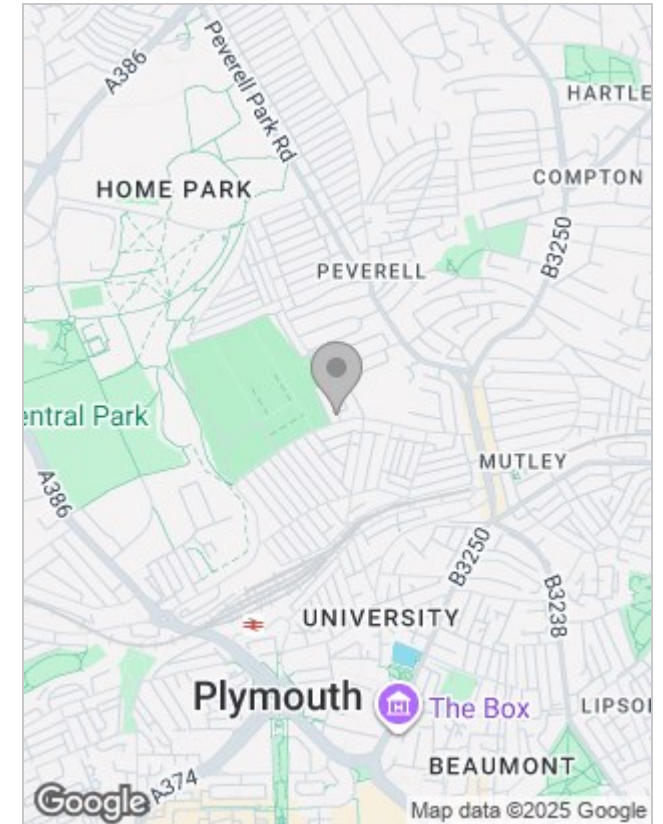 A386
Peverell Park Rd
HARTLE
HOME PARK
COMPTON
B3250
PEVERELL
entral Park
A386
MUTLEY
B3250
B3238
UNIVERSITY
Plymouth
The Box
LIPSO
BEAUMONT
A374
Google
Map data ©2025 Google